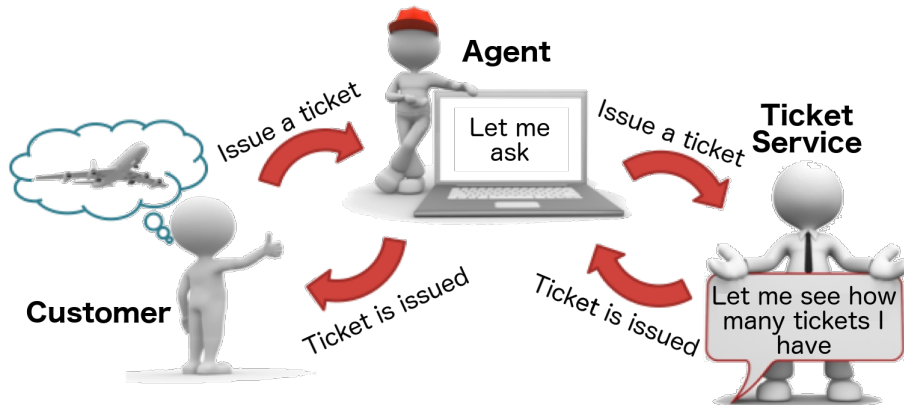 Agent
Issue a ticket
Let me
ask
Issue a ticket
Ticket
Service
Customer
Ticket is issued
Ticket is issued
Let me see how
many tickets I
have